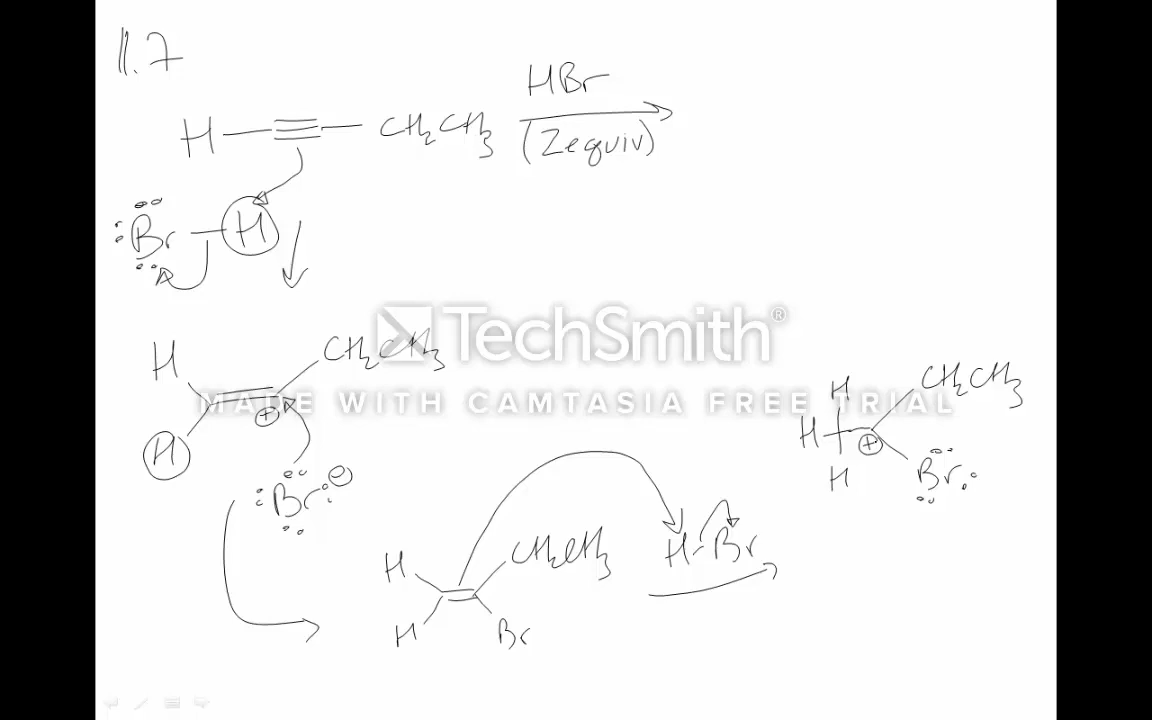 11.7
HBr
H CH2CH3 (2equiv)
Br H
H CH2CH3
TechSmith®
MADE WITH CAMTASIA FREE TRIAL
H CH2CH3
H ⊕ H ⊕
H Br
Br ⊖
H CH2CH3 H-Br
H Br